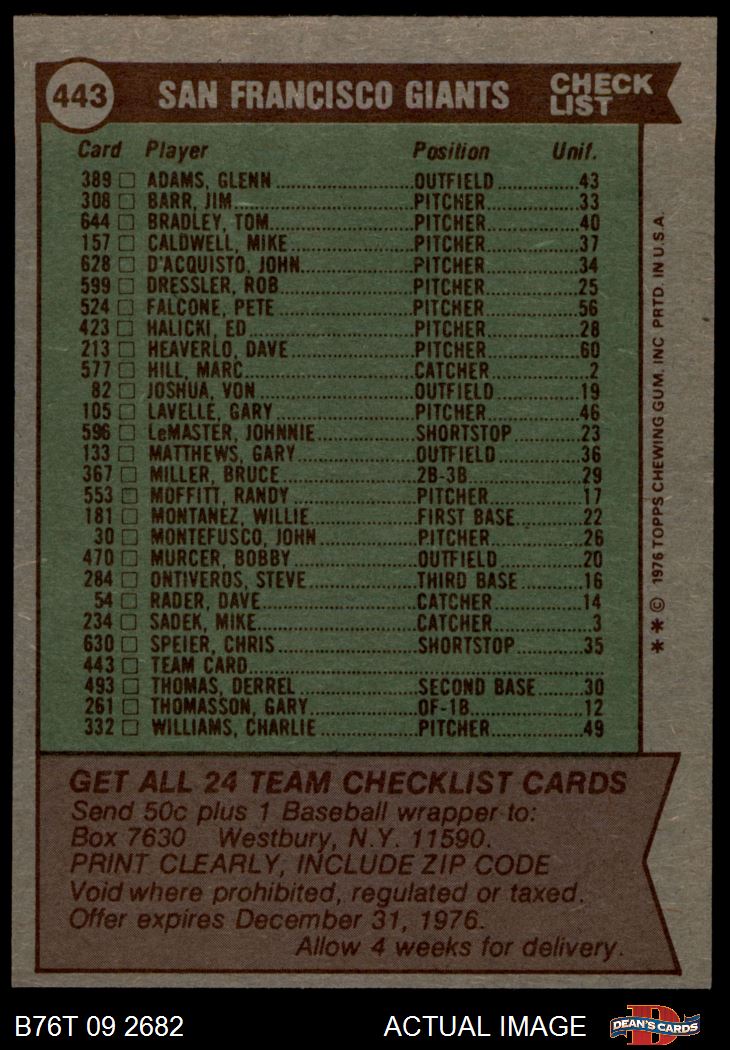 443 SAN FRANCISCO GIANTS CHECK LIST
Card Player Position Unif.
389 ADAMS, GLENN OUTFIELD 43
308 BARR, JIM PITCHER 33
644 BRADLEY, TOM PITCHER 40
157 CALDWELL, MIKE PITCHER 37
628 D'ACQUISTO, JOHN PITCHER 34
599 DRESSLER, ROB PITCHER 25
524 FALCONE, PETE PITCHER 56
423 HALICKI, ED PITCHER 28
213 HEAVERLO, DAVE PITCHER 60
577 HILL, MARC CATCHER 2
82 JOSHUA, VON OUTFIELD 19
105 LAVELLE, GARY PITCHER 46
596 LeMASTER, JOHNNIE SHORTSTOP 23
133 MATTHEWS, GARY OUTFIELD 36
367 MILLER, BRUCE 2B-3B 29
553 MOFFITT, RANDY PITCHER 17
181 MONTANEZ, WILLIE FIRST BASE 22
30 MONTEFUSCO, JOHN PITCHER 26
470 MURCER, BOBBY OUTFIELD 20
284 ONTIVEROS, STEVE THIRD BASE 16
54 RADER, DAVE CATCHER 14
234 SADEK, MIKE CATCHER 3
630 SPEIER, CHRIS SHORTSTOP 35
443 TEAM CARD
493 THOMAS, DERREL SECOND BASE 30
261 THOMASSON, GARY OF-1B 12
332 WILLIAMS, CHARLIE PITCHER 49
* * © 1976 TOPPS CHEWING GUM, INC PRTD. IN U.S.A.
GET ALL 24 TEAM CHECKLIST CARDS
Send 50c plus 1 Baseball wrapper to:
Box 7630 Westbury, N.Y. 11590.
PRINT CLEARLY, INCLUDE ZIP CODE
Void where prohibited, regulated or taxed.
Offer expires December 31, 1976.
Allow 4 weeks for delivery.
B76T 09 2682 ACTUAL IMAGE DEAN'S CARDS